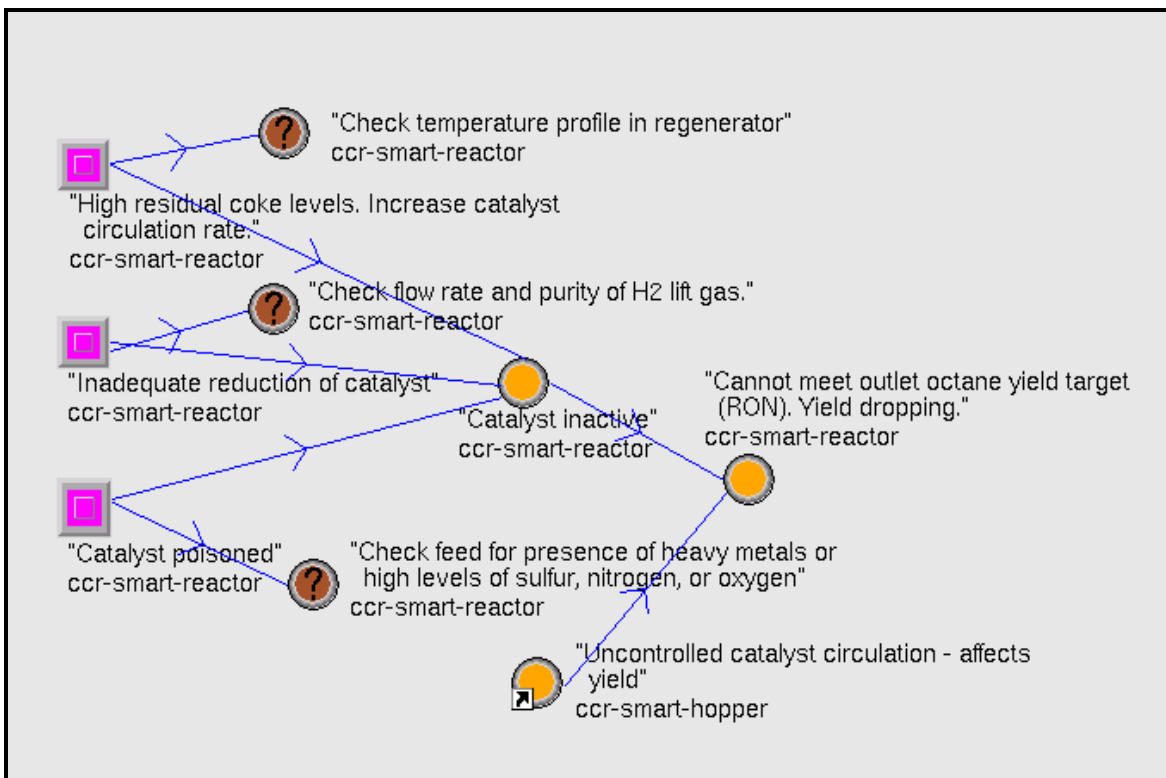 "Check temperature profile in regenerator"
ccr-smart-reactor
"High residual coke levels. Increase catalyst
circulation rate."
ccr-smart-reactor
"Check flow rate and purity of H2 lift gas."
ccr-smart-reactor
"Inadequate reduction of catalyst"
ccr-smart-reactor
"Catalyst inactive"
ccr-smart-reactor
"Cannot meet outlet octane yield target
(RON). Yield dropping."
ccr-smart-reactor
"Catalyst poisoned"
ccr-smart-reactor
"Check feed for presence of heavy metals or
high levels of sulfur, nitrogen, or oxygen"
ccr-smart-reactor
"Uncontrolled catalyst circulation - affects
yield"
ccr-smart-hopper